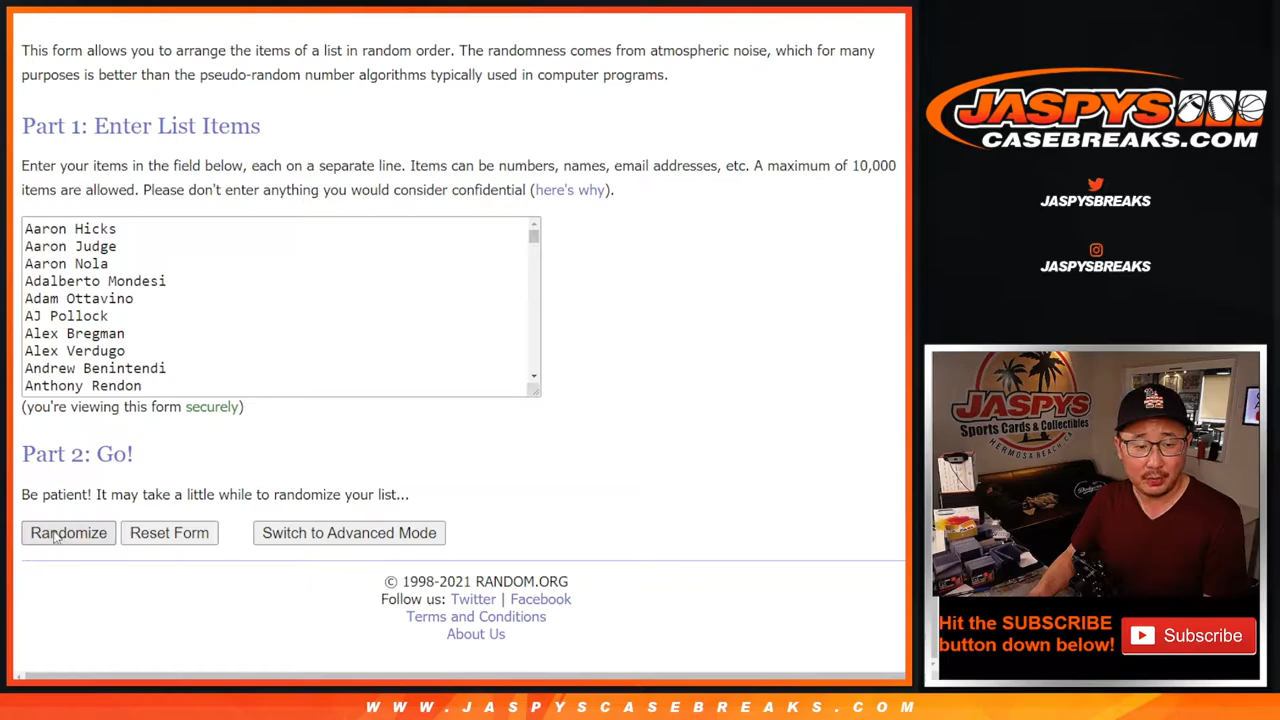 This form allows you to arrange the items of a list in random order. The randomness comes from atmospheric noise, which for many
purposes is better than the pseudo-random number algorithms typically used in computer programs.
Part 1: Enter List Items
Enter your items in the field below, each on a separate line. Items can be numbers, names, email addresses, etc. A maximum of 10,000
items are allowed. Please don't enter anything you would consider confidential (here's why).
Aaron Hicks
Aaron Judge
Aaron Nola
Adalberto Mondesi
Adam Ottavino
AJ Pollock
Alex Bregman
Alex Verdugo
Andrew Benintendi
Anthony Rendon
(you're viewing this form securely)
Part 2: Go!
Be patient! It may take a little while to randomize your list...
Randomize
Reset Form
Switch to Advanced Mode
© 1998-2021 RANDOM.ORG
Follow us: Twitter | Facebook
Terms and Conditions
About Us
JASPYS
CASEBREAKS.COM
JASPYSBREAKS
JASPYSBREAKS
JASPYS
Sports Cards & Collectibles
HERMOSA BEACH CA
Dodgers
LA
Hit the SUBSCRIBE
button down below!
Subscribe
WWW.JASPYSCASEBREAKS.COM